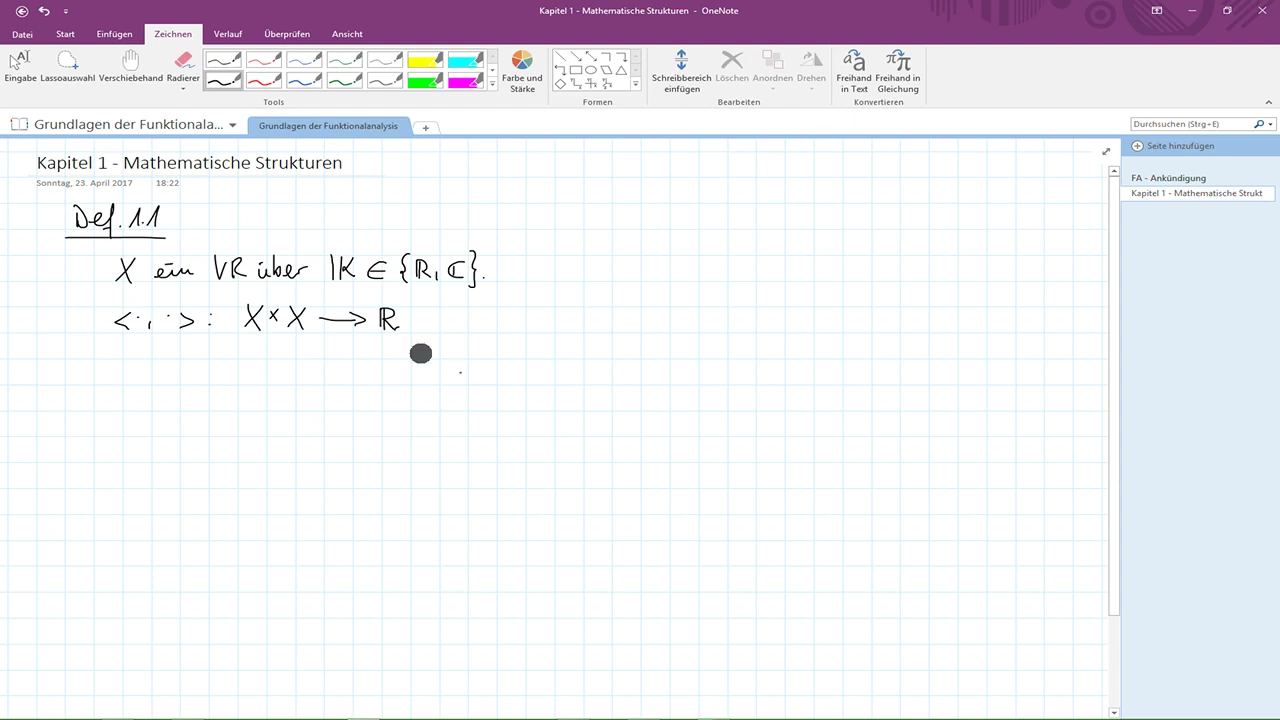 Kapitel 1 - Mathematische Strukturen - OneNote
Datei Start Einfügen Zeichnen Verlauf Überprüfen Ansicht
Eingabe Lassoauswahl Verschiebehand Radierer
Farbe und Stärke
Schreibbereich einfügen
Löschen Anordnen Drehen
Freihand in Text
Freihand in Gleichung
Tools Formen Bearbeiten Konvertieren
Grundlagen der Funktionala...
Grundlagen der Funktionalanalysis
Durchsuchen (Strg+E)
Seite hinzufügen
FA - Ankündigung
Kapitel 1 - Mathematische Strukt
Kapitel 1 - Mathematische Strukturen
Sonntag, 23. April 2017 18:22
Def. 1.1
X ein VR über 𝕂 ∈ {ℝ, ℂ}.
<·,·> : X × X ⟶ ℝ